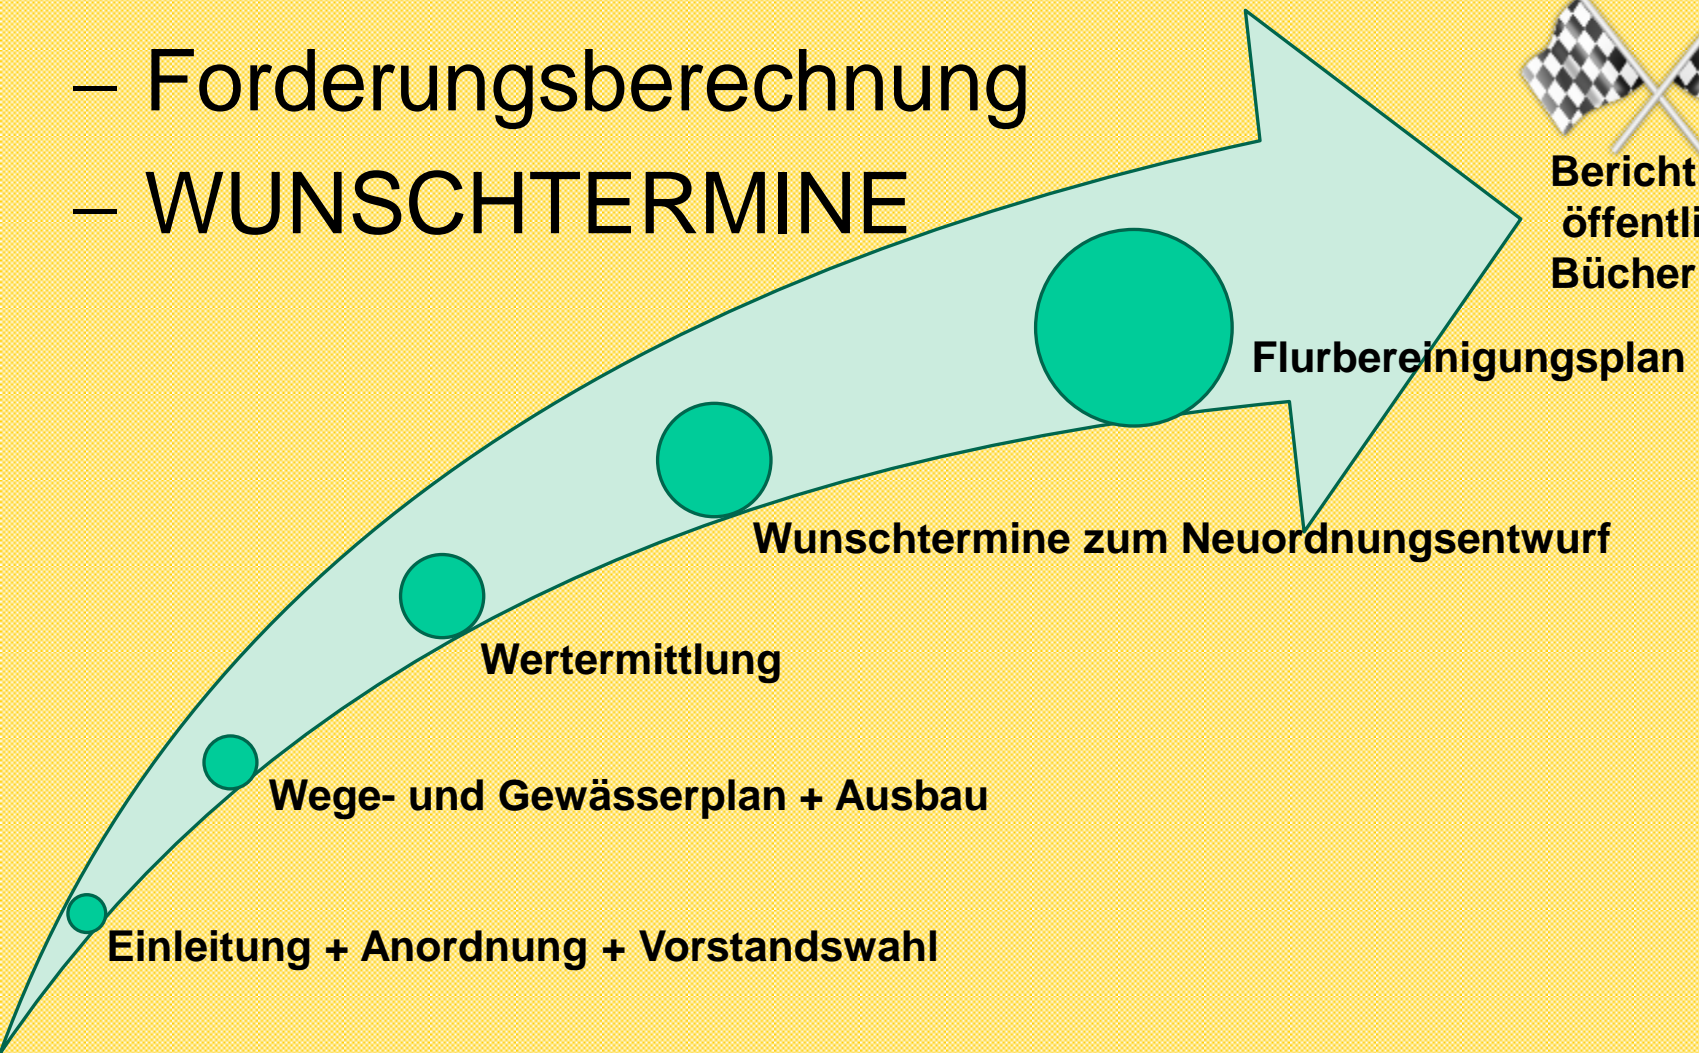 – Forderungsberechnung
– WUNSCHTERMINE
Bericht
Bücher
Flurbereinigungsplan
Wunschtermine zum Neuordnungsentwurf
Wertermittlung
Wege- und Gewässerplan + Ausbau
Einleitung + Anordnung + Vorstandswahl